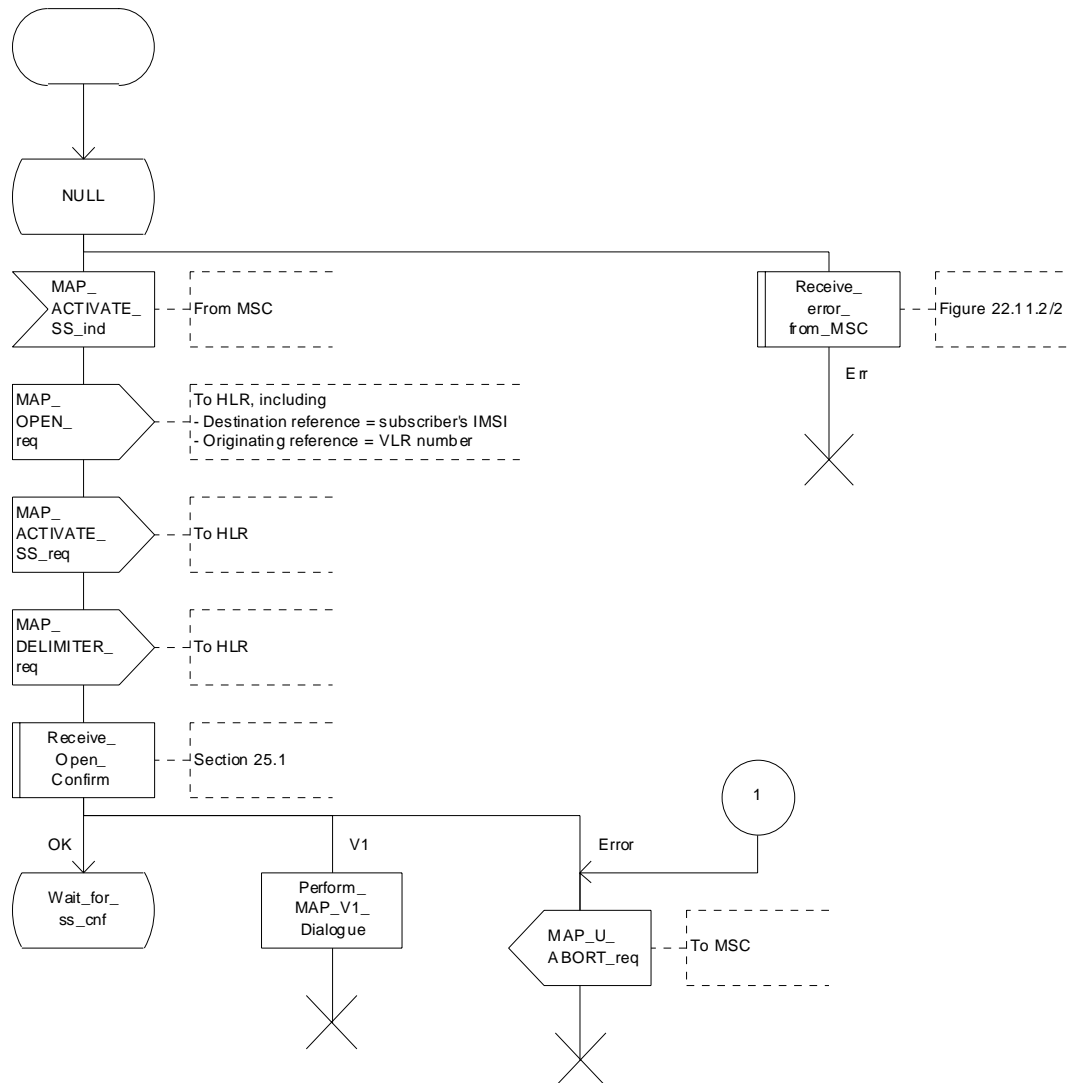 NULL
MAP_
ACTIVATE_
SS_ind
From MSC
Receive_
error_
from_MSC
Figure 22.11.2/2
Err
MAP_
OPEN_
req
To HLR, including
- Destination reference = subscriber's IMSI
- Originating reference = VLR number
MAP_
ACTIVATE_
SS_req
To HLR
MAP_
DELIMITER_
req
To HLR
Receive_
Open_
Confirm
Section 25.1
1
OK
V1
Error
Wait_for_
ss_cnf
Perform_
MAP_V1_
Dialogue
MAP_U_
ABORT_req
To MSC